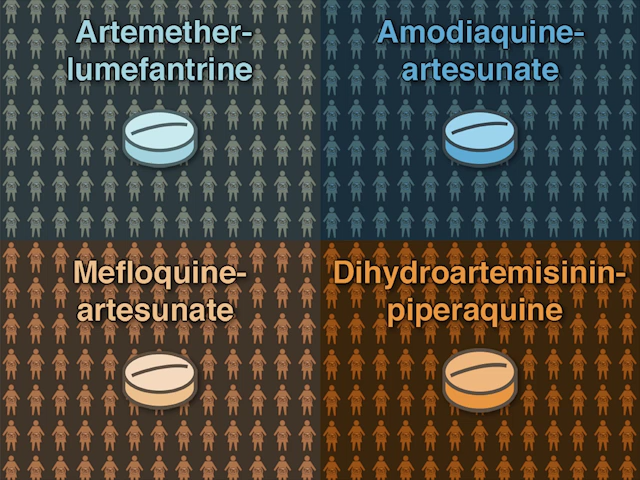 Artemether-
lumefantrine
Amodiaquine-
artesunate
Mefloquine-
artesunate
Dihydroartemisinin-
piperaquine